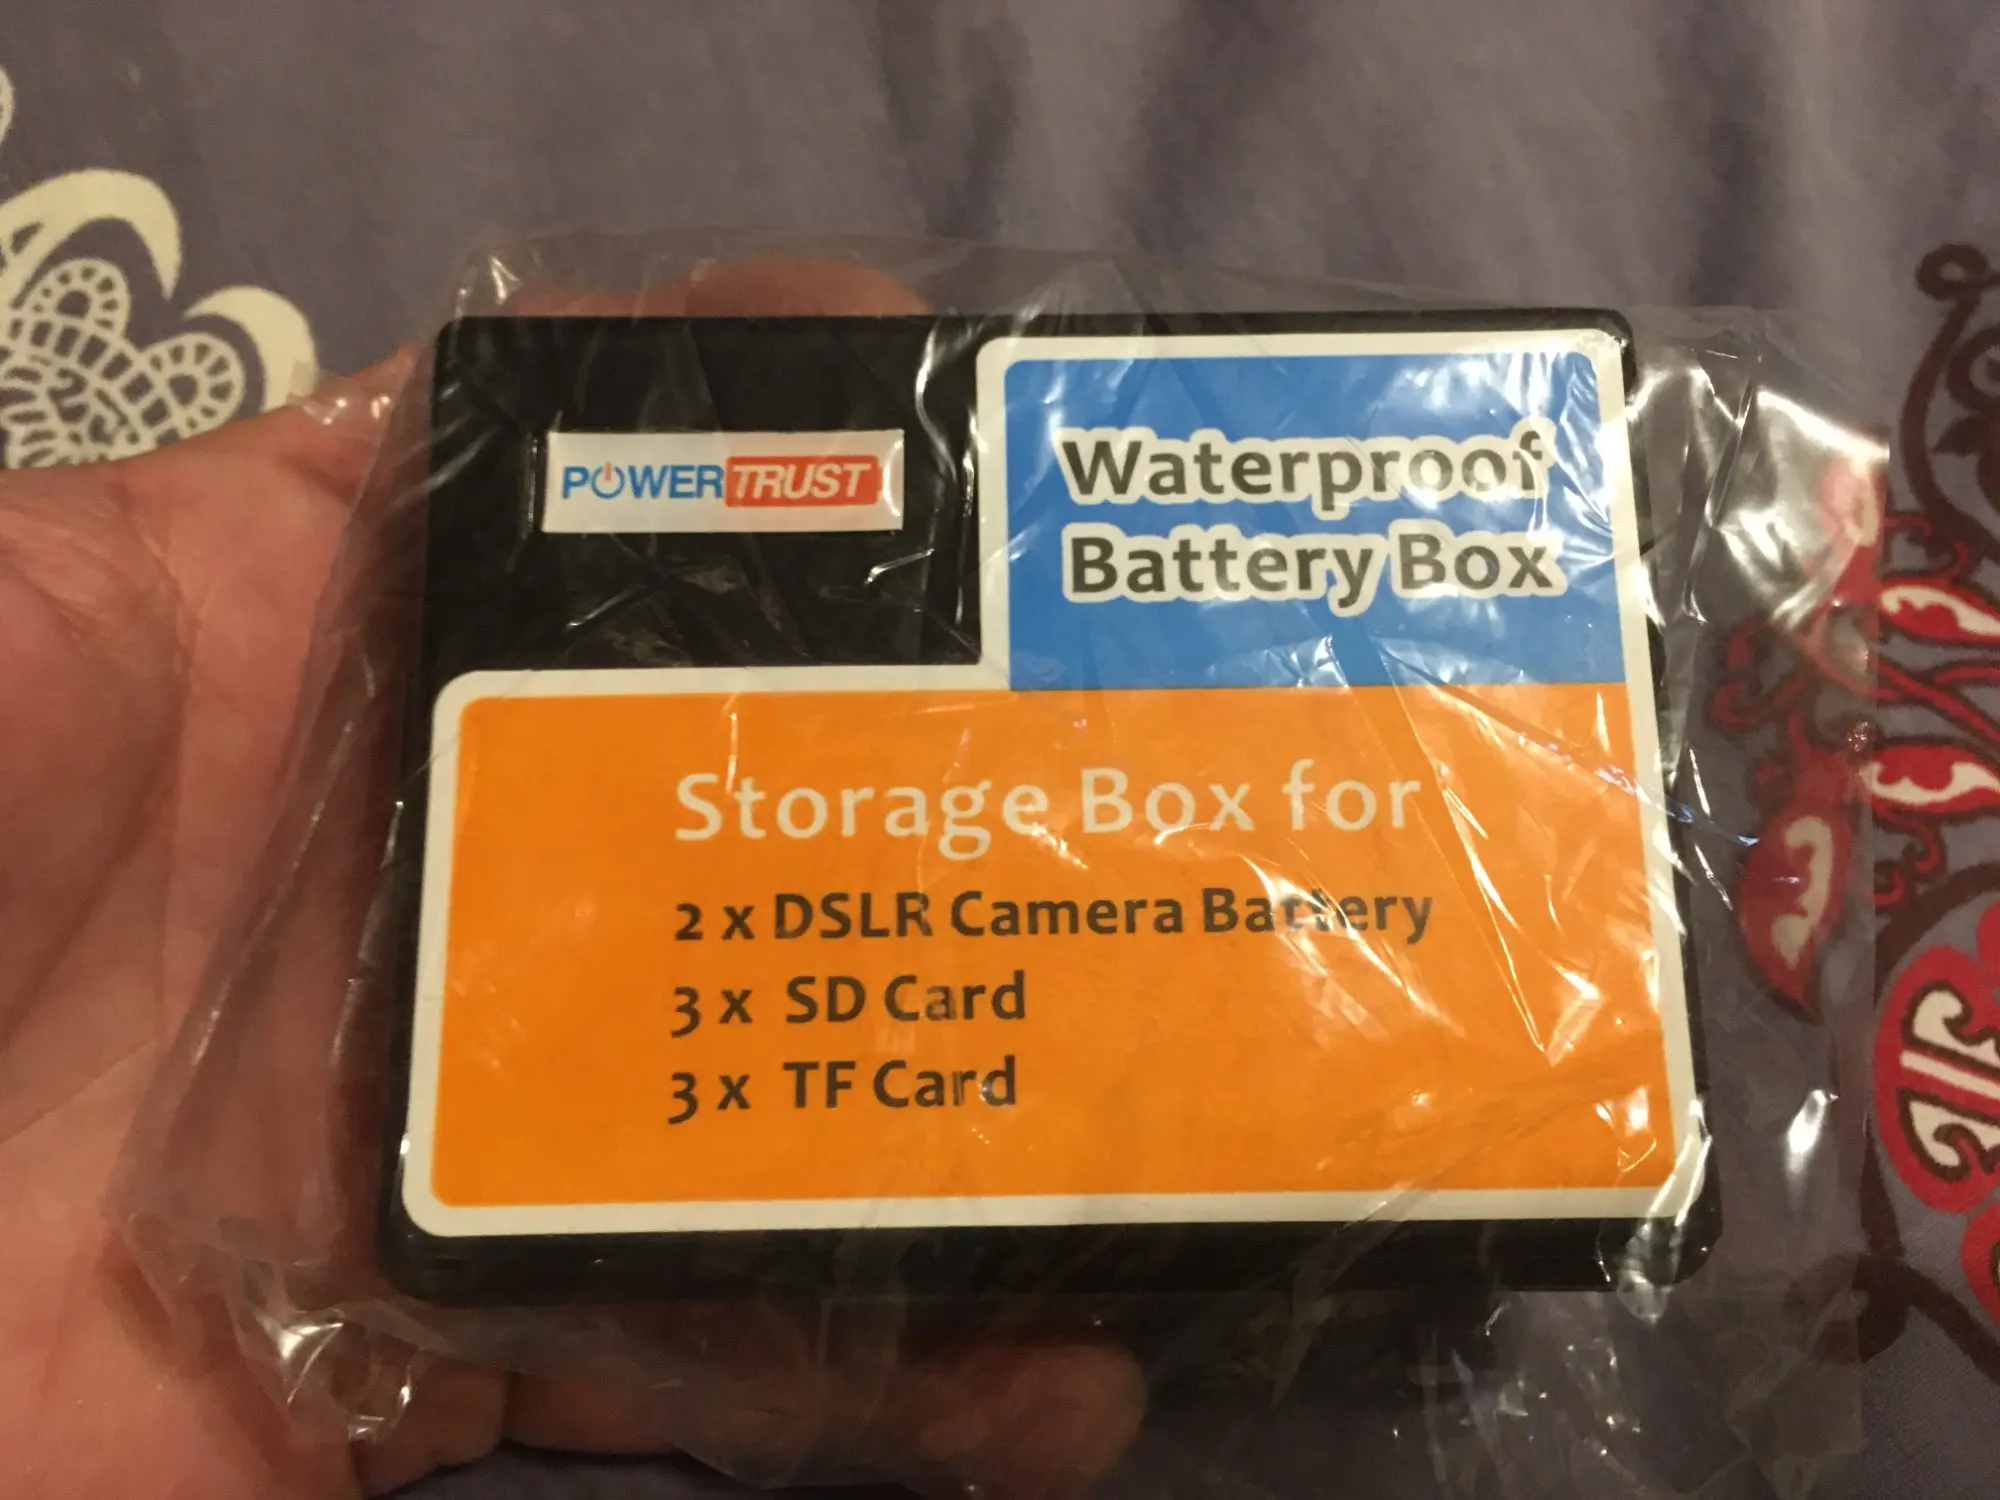 POWERTRUST
Waterproof
Battery Box
Storage Box for
2 x DSLR Camera Battery
3 x SD Card
3 x TF Card